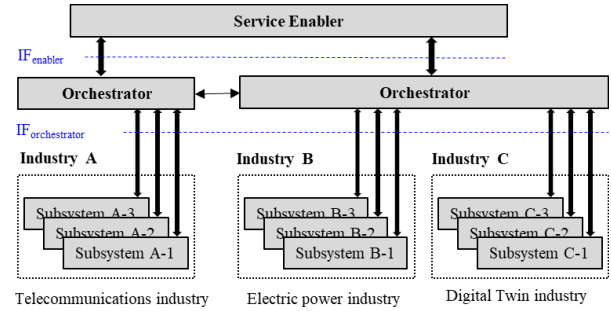 Service Enabler
IFenabler
Orchestrator
Orchestrator
IForchestrator
Industry A
Industry B
Industry C
Subsystem A-3
Subsystem A-2
Subsystem A-1
Subsystem B-3
Subsystem B-2
Subsystem B-1
Subsystem C-3
Subsystem C-2
Subsystem C-1
Telecommunications industry
Electric power industry
Digital Twin industry